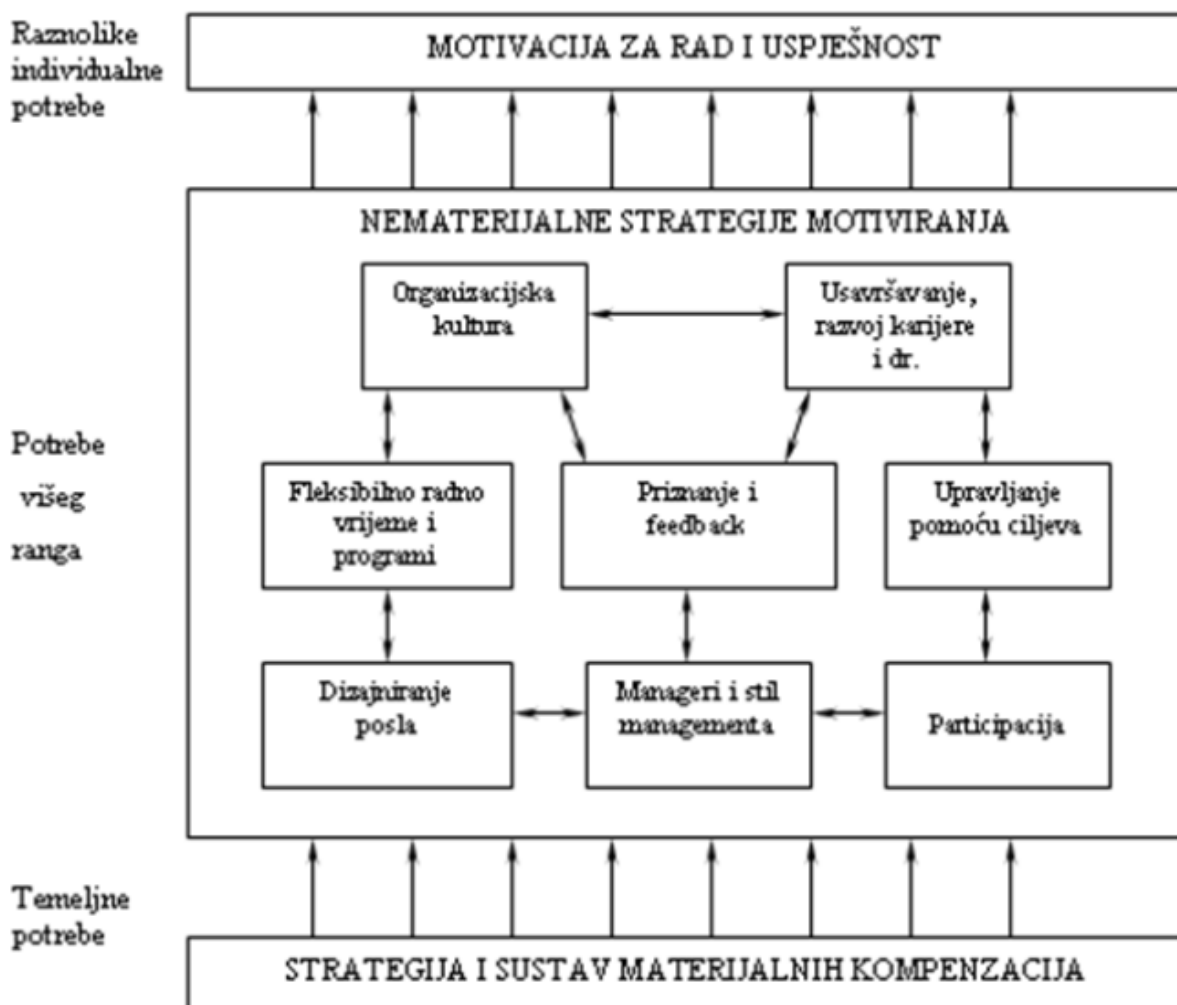 Raznolike
individualne
potrebe
MOTIVACIJA ZA RAD I USPJEŠNOST
NEMATERIJALNE STRATEGIJE MOTIVIRANJA
Organizacijska
kultura
Usavršavanje,
razvoj karijere
i dr.
Potrebe
višeg
ranga
Fleksibilno radno
vrijeme i
programi
Priznanje i
feedback
Upravljanje
pomoću ciljeva
Dizajniranje
posla
Manageri i stil
managementa
Participacija
Temeljne
potrebe
STRATEGIJA I SUSTAV MATERIJALNIH KOMPENZACIJA